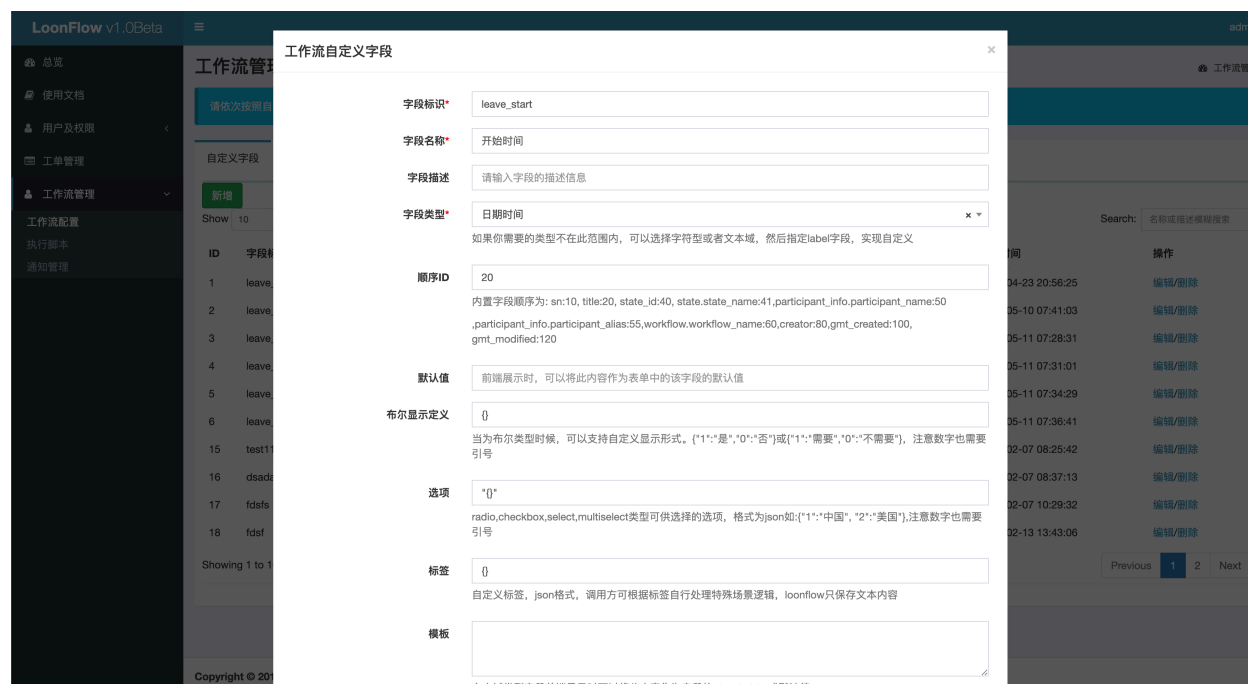 LoonFlow v1.0Beta
adm
总览
使用文档
用户及权限
工单管理
工作流管理
工作流配置
执行脚本
通知管理
工作流管
工作流管
请依次按照自
自定义字段
新增
Show 10
Search: 名称或描述模糊搜索
ID 字段标 时间 操作
1 leave_ 04-23 20:56:25 编辑/删除
2 leave_ 05-10 07:41:03 编辑/删除
3 leave_ 05-11 07:28:31 编辑/删除
4 leave_ 05-11 07:31:01 编辑/删除
5 leave_ 05-11 07:34:29 编辑/删除
6 leave_ 05-11 07:36:41 编辑/删除
15 test11 02-07 08:25:42 编辑/删除
16 dsada 02-07 08:37:13 编辑/删除
17 fdsfs 02-07 10:29:32 编辑/删除
18 fdsf 02-13 13:43:06 编辑/删除
Showing 1 to 1
Previous 1 2 Next
Copyright © 201
工作流自定义字段 ×
字段标识* leave_start
字段名称* 开始时间
字段描述 请输入字段的描述信息
字段类型* 日期时间 ×
如果你需要的类型不在此范围内，可以选择字符型或者文本域，然后指定label字段，实现自定义
顺序ID 20
内置字段顺序为: sn:10, title:20, state_id:40, state.state_name:41,participant_info.participant_name:50
,participant_info.participant_alias:55,workflow.workflow_name:60,creator:80,gmt_created:100,
gmt_modified:120
默认值 前端展示时，可以将此内容作为表单中的该字段的默认值
布尔显示定义 {}
当为布尔类型时候，可以支持自定义显示形式。{"1":"是","0":"否"}或{"1":"需要","0":"不需要"}，注意数字也需要
引号
选项 "{}"
radio,checkbox,select,multiselect类型可供选择的选项，格式为json如:{"1":"中国", "2":"美国"},注意数字也需要
引号
标签 {}
自定义标签，json格式，调用方可根据标签自行处理特殊场景逻辑，loonflow只保存文本内容
模板